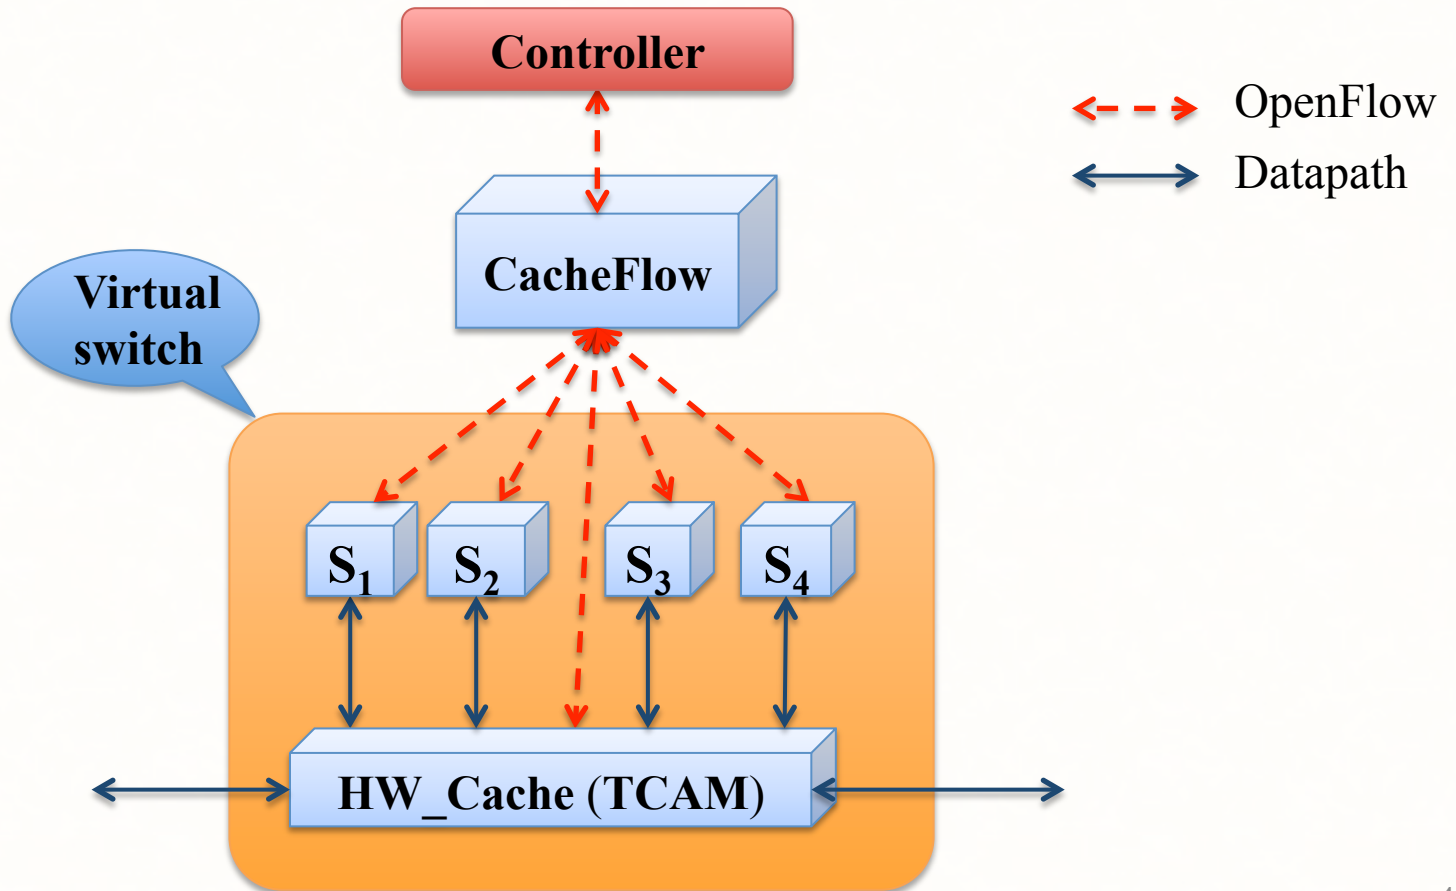 Controller
OpenFlow
Datapath
CacheFlow
Virtual
switch
S1
S2
S3
S4
HW_Cache (TCAM)